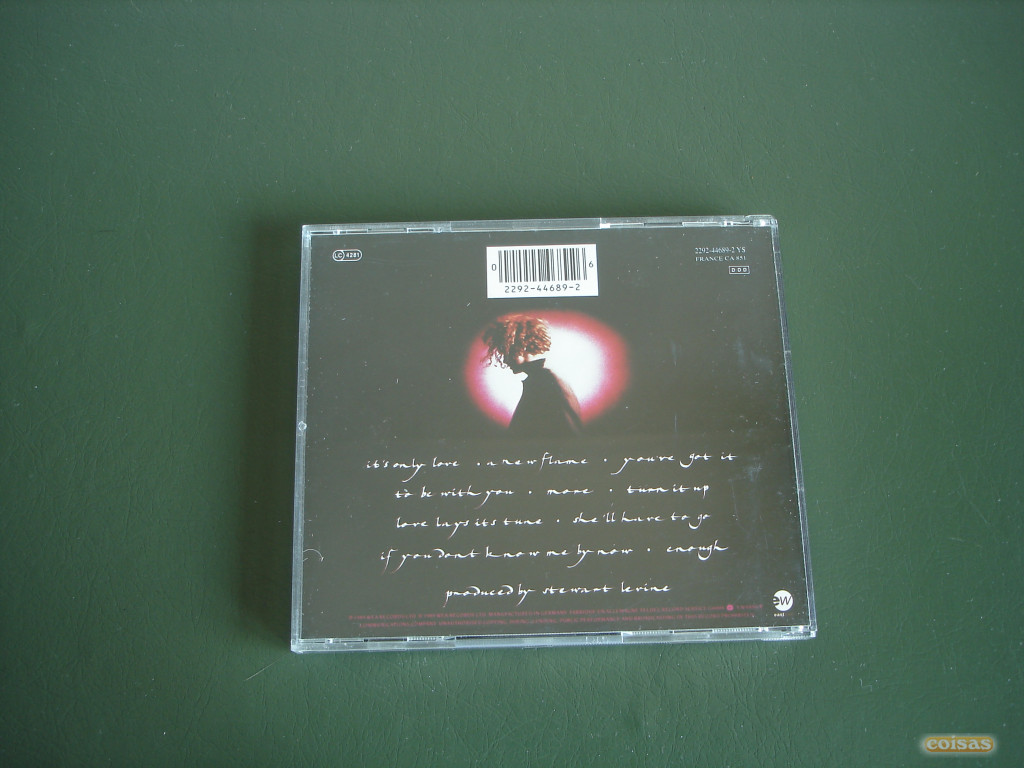 LC 4281
0 6
2292-44689-2
2292-44689-2 YS
FRANCE CA 851
DDD
it's only love · a new flame · you've got it
to be with you · more · turn it up
love lays its tune · she'll have to go
if you don't know me by now · enough
produced by stewart levine
ew
coisas